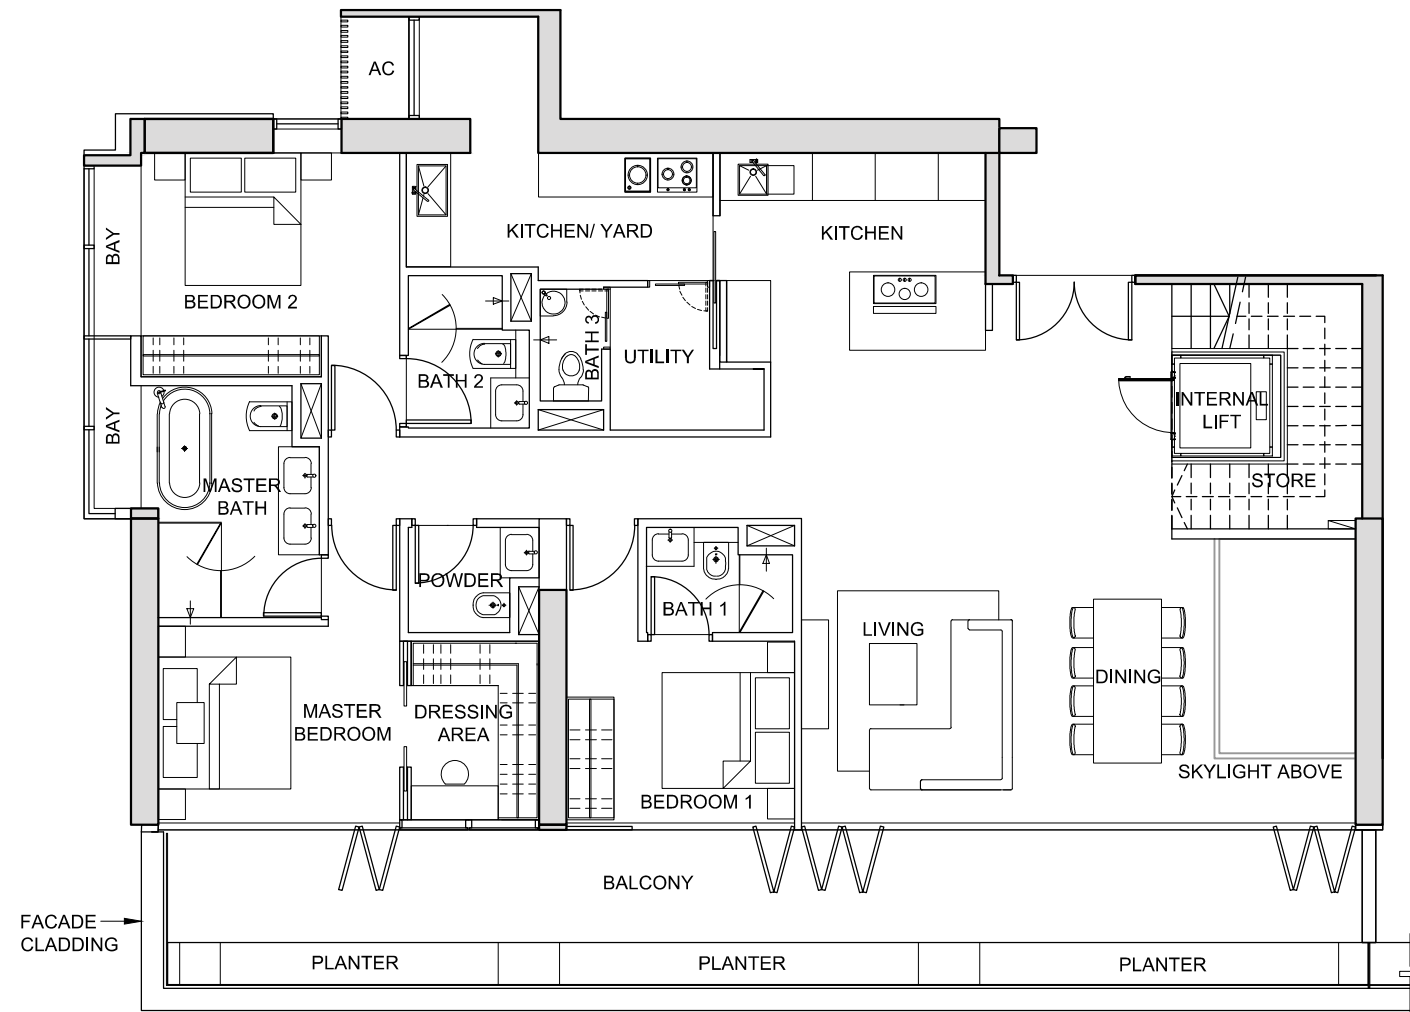 AC
KITCHEN/ YARD
KITCHEN
BAY
BEDROOM 2
BATH 3
UTILITY
BATH 2
BAY
INTERNAL
LIFT
STORE
MASTER
BATH
POWDER
BATH 1
LIVING
DINING
MASTER
BEDROOM
DRESSING
AREA
SKYLIGHT ABOVE
BEDROOM 1
BALCONY
FACADE
CLADDING
PLANTER
PLANTER
PLANTER